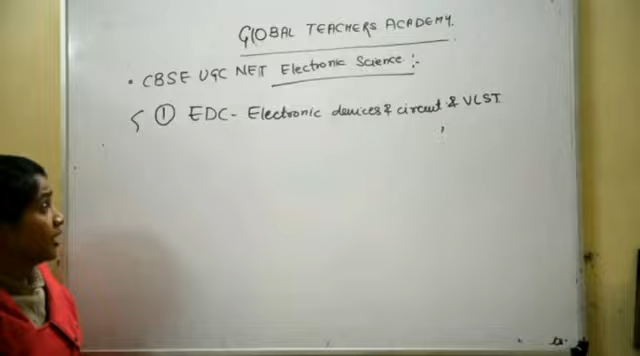 GLOBAL TEACHERS ACADEMY.
• CBSE UGC NET Electronic Science :-
① EDC - Electronic devices & circuit & VLSI